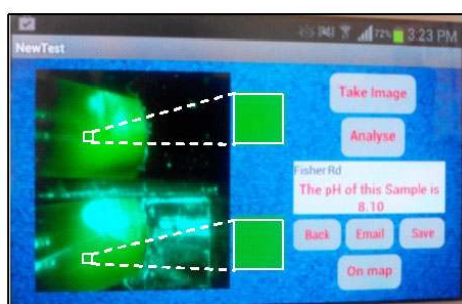 72% 3:23 PM
NewTest
Take Image
Analyse
FisherRd
The pH of this Sample is
8.10
Back Email Save
On map